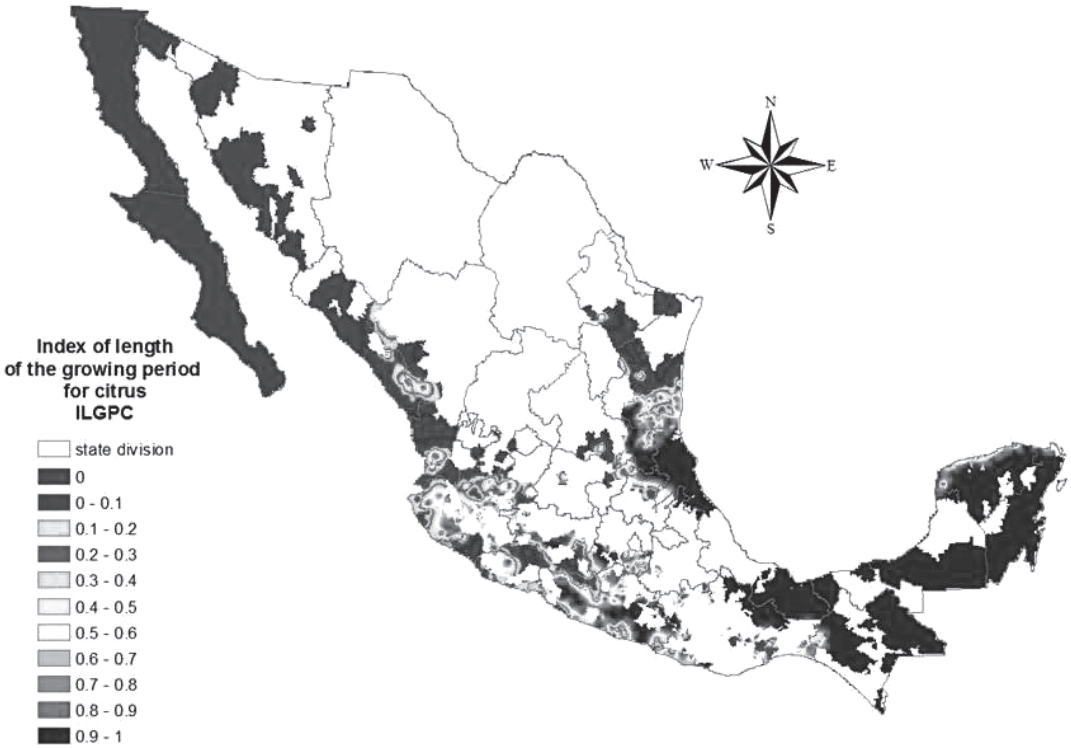 N
W
E
S
Index of length
of the growing period
for citrus
ILGPC
state division
0
0 - 0.1
0.1 - 0.2
0.2 - 0.3
0.3 - 0.4
0.4 - 0.5
0.5 - 0.6
0.6 - 0.7
0.7 - 0.8
0.8 - 0.9
0.9 - 1